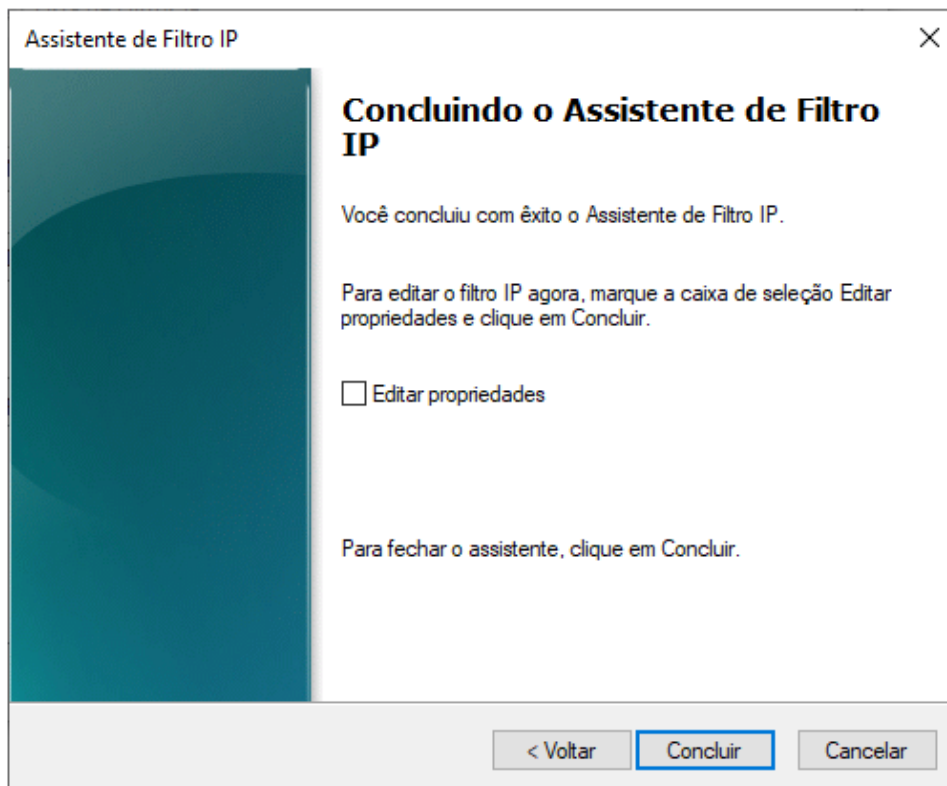 Assistente de Filtro IP
Concluindo o Assistente de Filtro
IP
Você concluiu com êxito o Assistente de Filtro IP.
Para editar o filtro IP agora, marque a caixa de seleção Editar
propriedades e clique em Concluir.
Editar propriedades
Para fechar o assistente, clique em Concluir.
< Voltar
Concluir
Cancelar